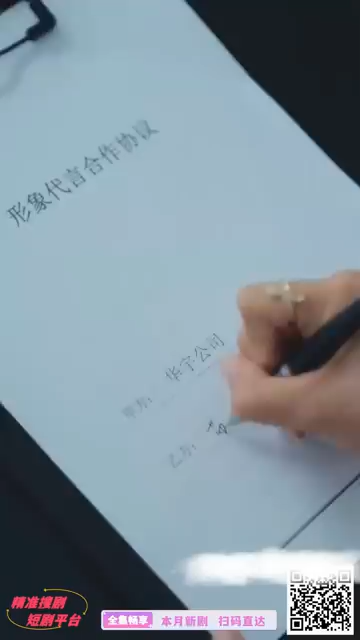 形象代言合作协议
甲方： 华宇公司
乙方：
精准搜剧
短剧平台
全集畅享 本月新剧 扫码直达